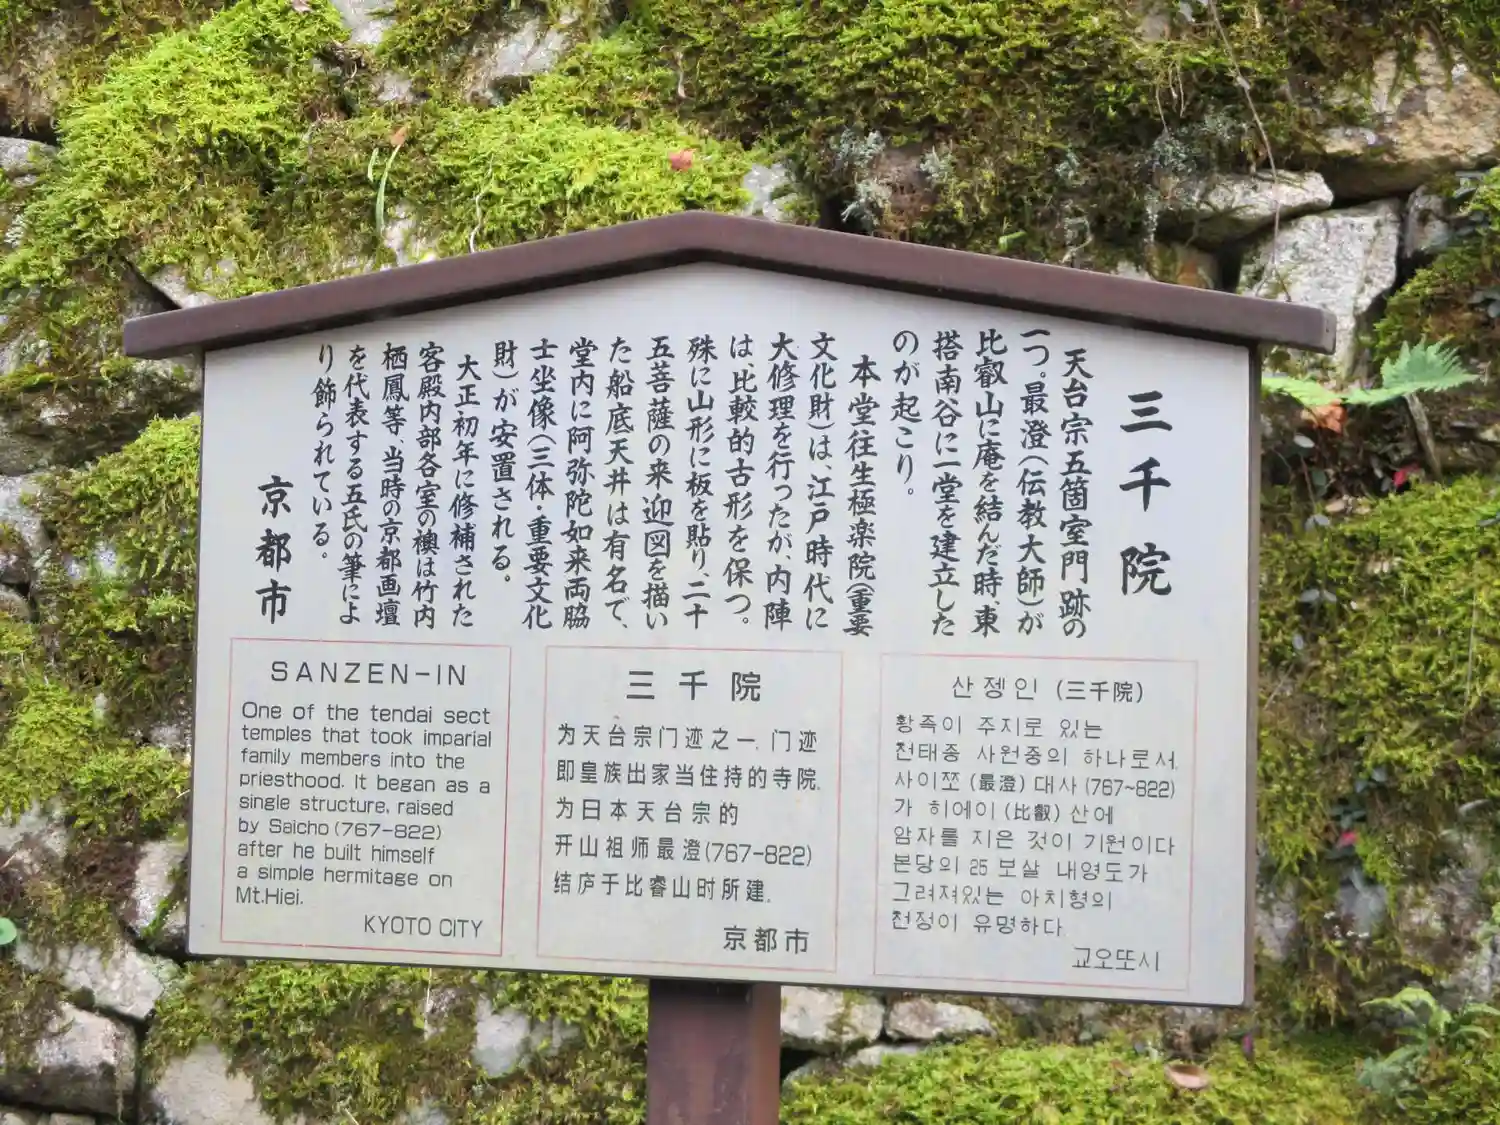 三千院
天台宗五箇室門跡の
一つ。最澄(伝教大師)が
比叡山に庵を結んだ時、東
搭南谷に一堂を建立した
のが起こり。
本堂往生極楽院(重要
文化財)は、江戸時代に
大修理を行ったが、内陣
は、比較的古形を保つ。
殊に山形に板を貼り、二十
五菩薩の来迎図を描い
た船底天井は有名で、
堂内に阿弥陀如来両脇
士坐像(三体・重要文化
財)が安置される。
大正初年に修補された
客殿内部各室の襖は竹内
栖鳳等、当時の京都画壇
を代表する五氏の筆によ
り飾られている。
京都市
SANZEN-IN
One of the tendai sect
temples that took imparial
family members into the
priesthood. It began as a
single structure, raised
by Saicho (767-822)
after he built himself
a simple hermitage on
Mt.Hiei.
KYOTO CITY
三千院
为天台宗门迹之一. 门迹
即皇族出家当住持的寺院.
为日本天台宗的
开山祖师最澄(767-822)
结庐于比睿山时所建.
京都市
산젱인 (三千院)
황족이 주지로 있는
천태종 사원중의 하나로서.
사이쪼 (最澄) 대사 (767~822)
가 히에이 (比叡) 산에
암자를 지은 것이 기원이다
본당의 25 보살 내영도가
그려져있는 아치형의
천정이 유명하다.
교오또시